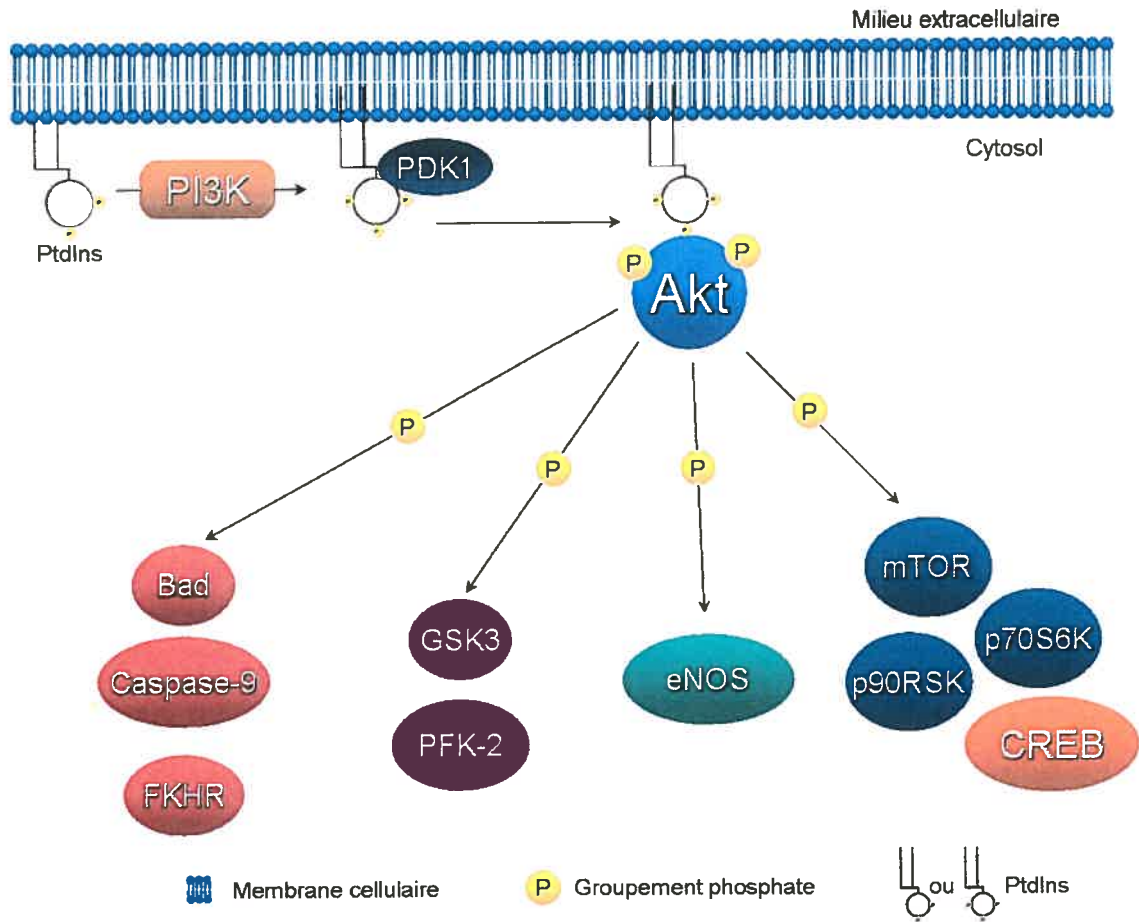 Milieu extracellulaire
Cytosol
PI3K
PDK1
PtdIns
P
P
Akt
P
P
P
P
Bad
Caspase-9
FKHR
GSK3
PFK-2
eNOS
mTOR
p70S6K
p90RSK
CREB
Membrane cellulaire
P Groupement phosphate
ou PtdIns